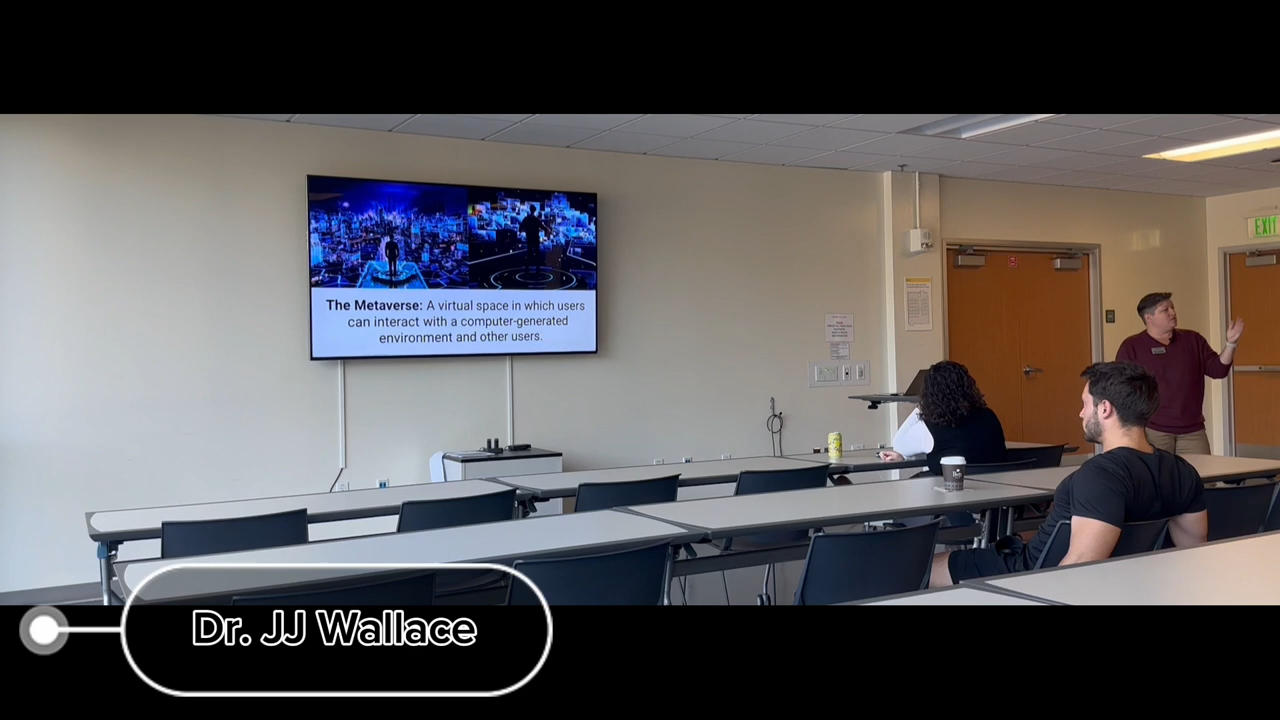 The Metaverse: A virtual space in which users
can interact with a computer-generated
environment and other users.
EXIT
Dr. JJ Wallace